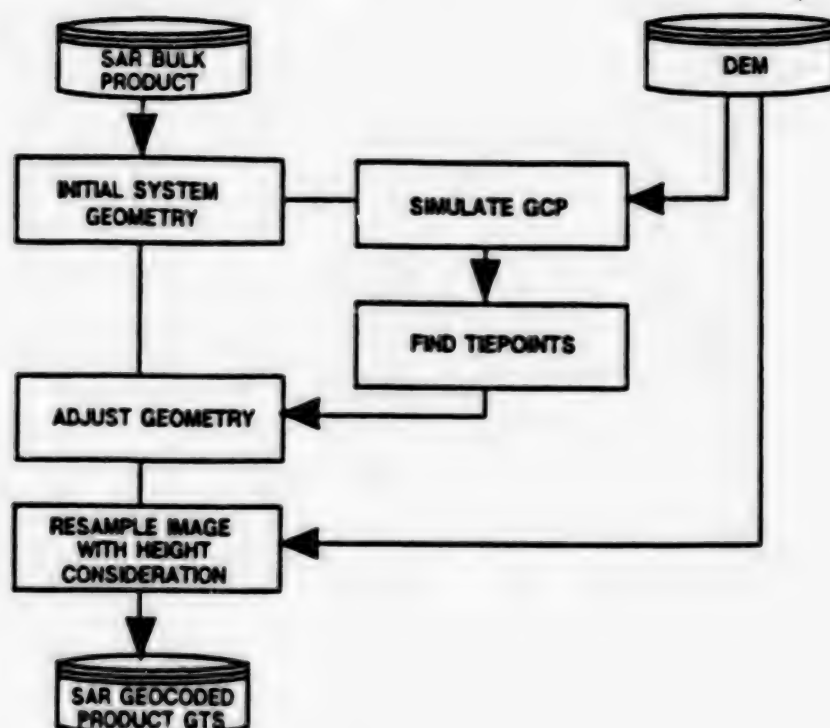 SAR BULK
PRODUCT
DEM
INITIAL SYSTEM
GEOMETRY
SIMULATE GCP
FIND TIEPOINTS
ADJUST GEOMETRY
RESAMPLE IMAGE
WITH HEIGHT
CONSIDERATION
SAR GEOCODED
PRODUCT GTS